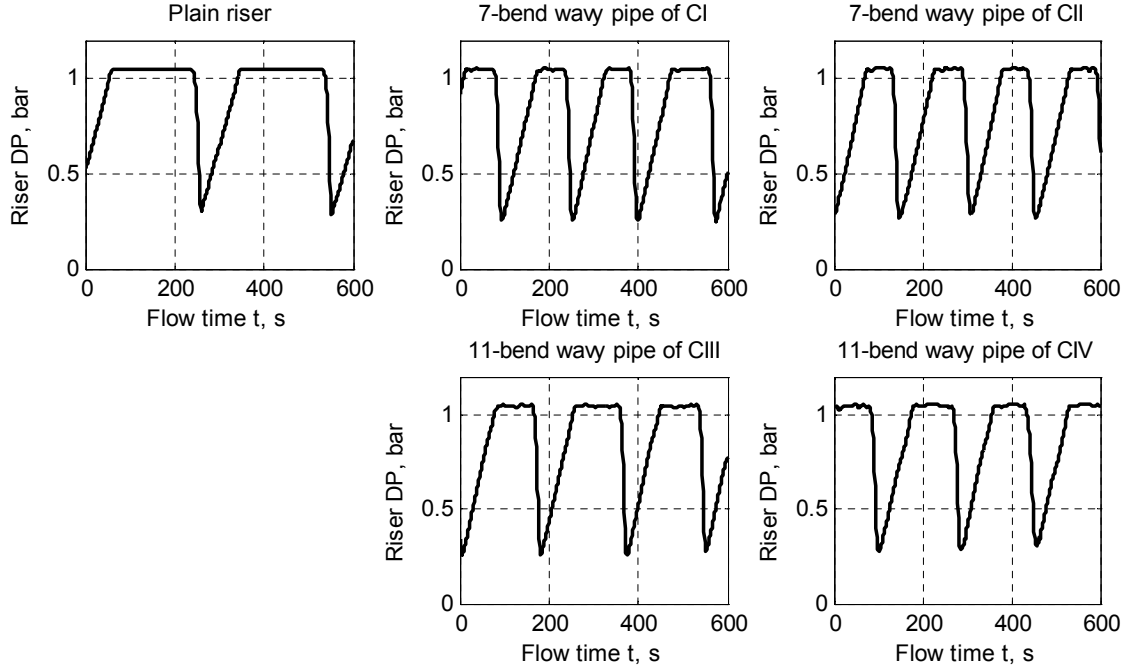 Plain riser
7-bend wavy pipe of CI
7-bend wavy pipe of CII
Riser DP, bar
1
0.5
0
0 200 400 600
Flow time t, s
Riser DP, bar
1
0.5
0
0 200 400 600
Flow time t, s
Riser DP, bar
1
0.5
0
0 200 400 600
Flow time t, s
11-bend wavy pipe of CIII
11-bend wavy pipe of CIV
Riser DP, bar
1
0.5
0
0 200 400 600
Flow time t, s
Riser DP, bar
1
0.5
0
0 200 400 600
Flow time t, s